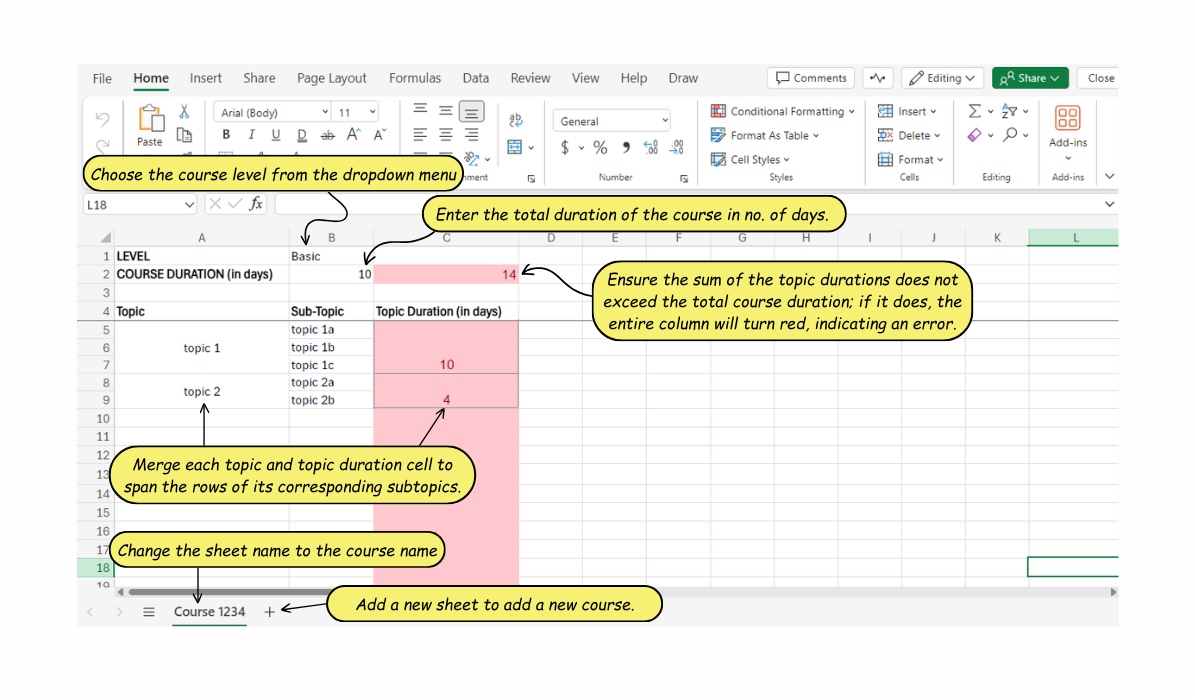 File Home Insert Share Page Layout Formulas Data Review View Help Draw Comments Editing Share Close
Arial (Body) 11 General Conditional Formatting Insert
Paste B I U D ab A A Format As Table Delete Add-ins
$ % 9 Cell Styles Format
Number Styles Cells Editing Add-ins
Choose the course level from the dropdown menu
L18 fx
Enter the total duration of the course in no. of days.
A B C D E F G H I J K L
1 LEVEL Basic
2 COURSE DURATION (in days) 10 14
Ensure the sum of the topic durations does not
exceed the total course duration; if it does, the
entire column will turn red, indicating an error.
3
4 Topic Sub-Topic Topic Duration (in days)
5 topic 1a
6 topic 1 topic 1b
7 topic 1c 10
8 topic 2a
topic 2
9 topic 2b 4
10
11
12
Merge each topic and topic duration cell to
13
span the rows of its corresponding subtopics.
14
15
16
17 Change the sheet name to the course name
18
19
Course 1234 +
Add a new sheet to add a new course.